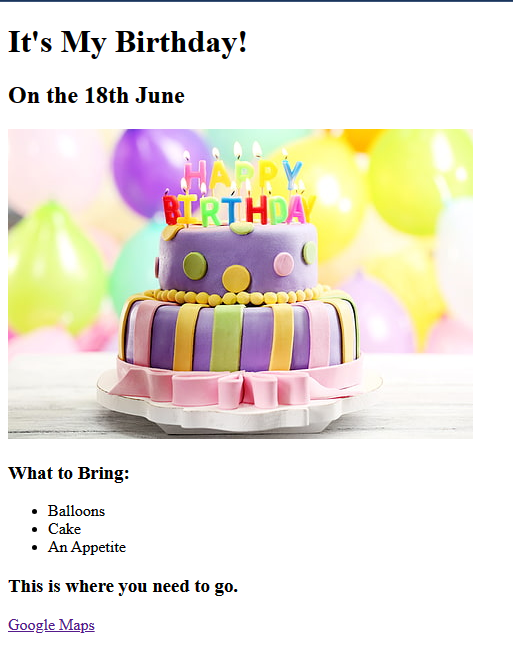 It's My Birthday!
On the 18th June
HAPPY
BIRTHDAY
What to Bring:
Balloons
Cake
An Appetite
This is where you need to go.
Google Maps